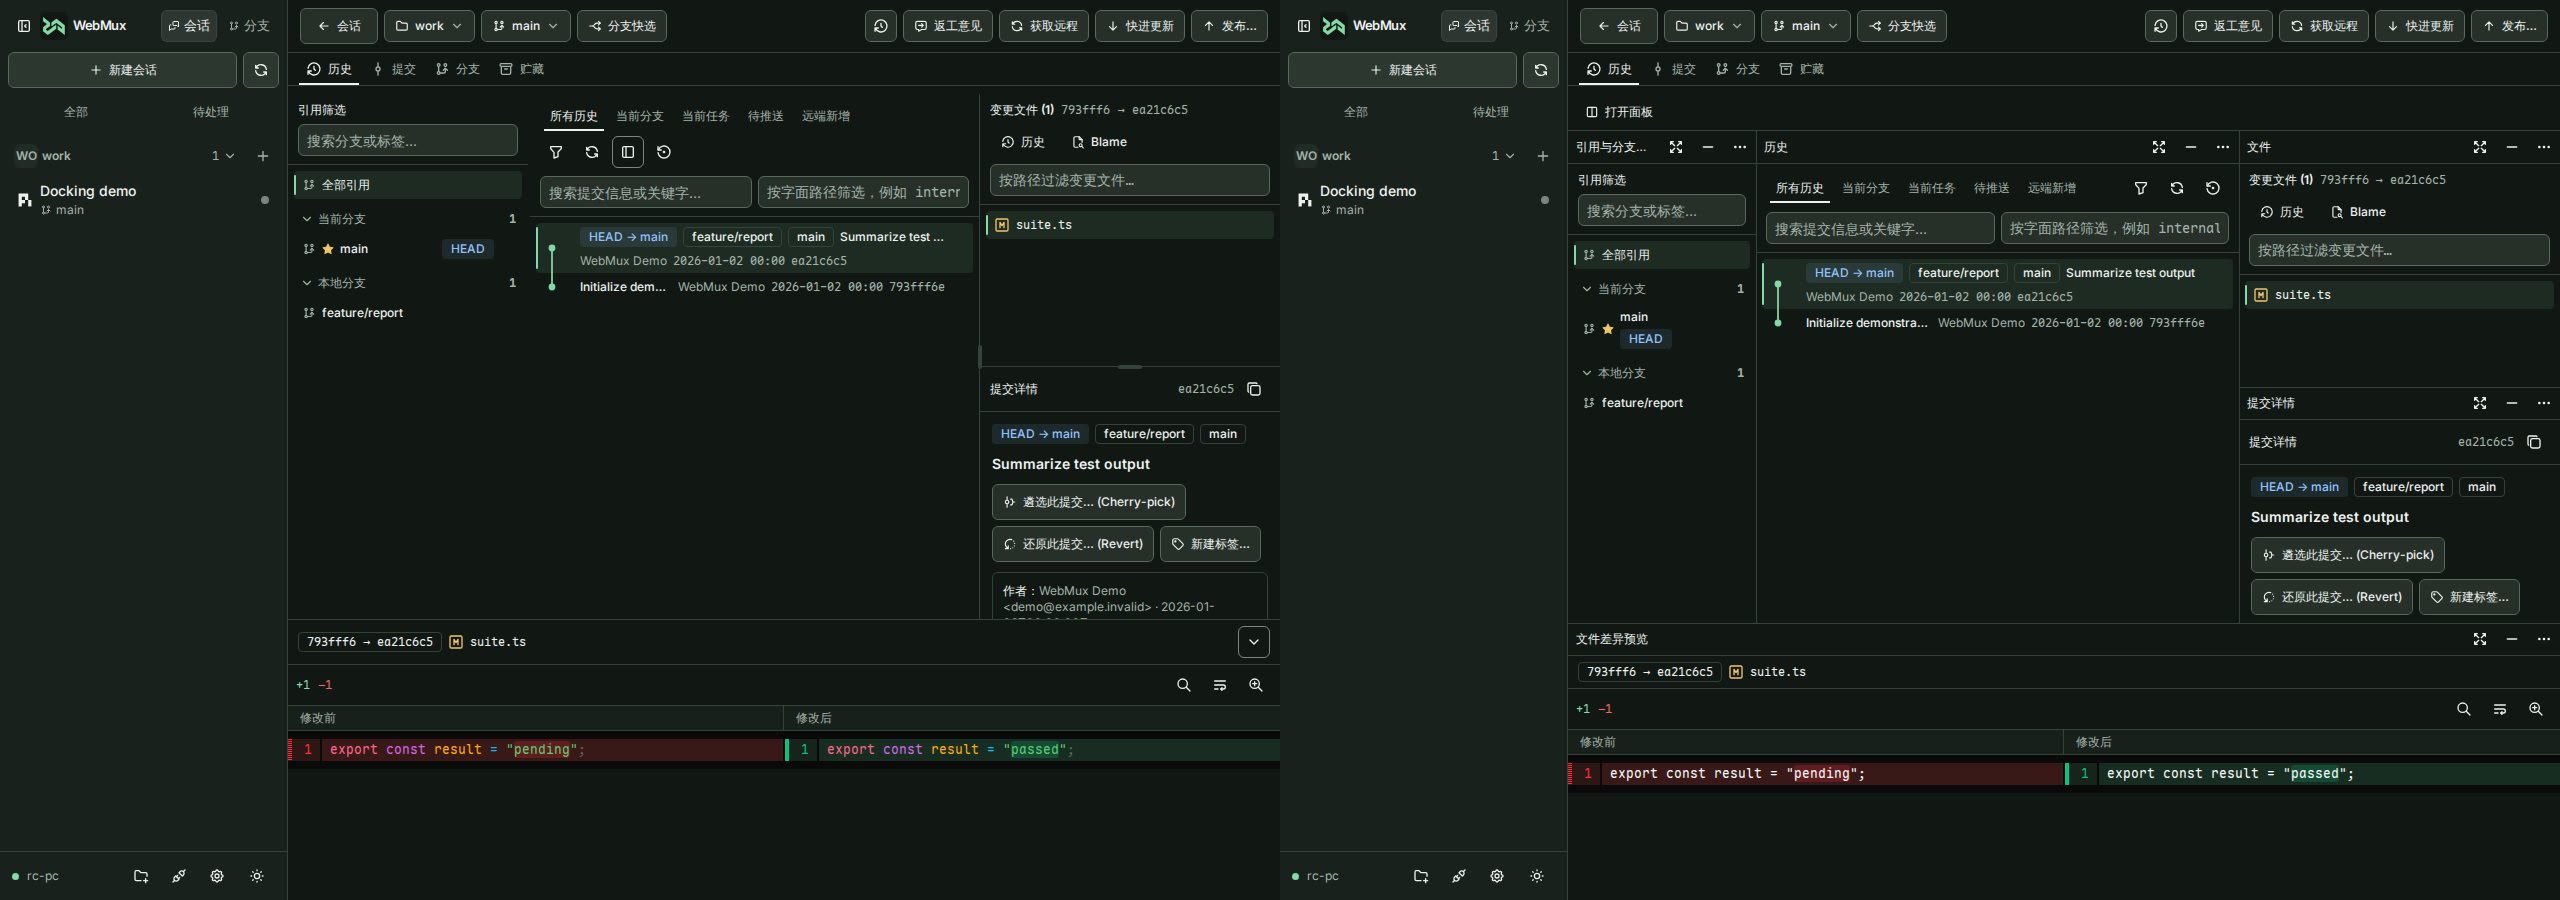 WebMux
会话
分支
新建会话
全部
待处理
WO work
1
Docking demo
main
rc-pc
会话
work
main
分支快选
返工意见
获取远程
快进更新
发布...
历史
提交
分支
贮藏
引用筛选
搜索分支或标签...
全部引用
当前分支
1
main
HEAD
本地分支
1
feature/report
所有历史
当前分支
当前任务
待推送
远端新增
搜索提交信息或关键字...
按字面路径筛选，例如 intern
HEAD → main feature/report main Summarize test ...
WebMux Demo 2026-01-02 00:00 ea21c6c5
Initialize dem... WebMux Demo 2026-01-02 00:00 793fff6e
变更文件 (1) 793fff6 → ea21c6c5
历史
Blame
按路径过滤变更文件...
M suite.ts
提交详情
ea21c6c5
HEAD → main feature/report main
Summarize test output
遴选此提交... (Cherry-pick)
还原此提交... (Revert)
新建标签...
作者：WebMux Demo
<demo@example.invalid> · 2026-01-
793fff6 → ea21c6c5 M suite.ts
+1 −1
修改前
修改后
1 export const result = "pending";
1 export const result = "passed";
WebMux
会话
分支
新建会话
全部
待处理
WO work
1
Docking demo
main
rc-pc
会话
work
main
分支快选
返工意见
获取远程
快进更新
发布...
历史
提交
分支
贮藏
打开面板
引用与分支...
引用筛选
搜索分支或标签...
全部引用
当前分支
1
main
HEAD
本地分支
1
feature/report
历史
所有历史
当前分支
当前任务
待推送
远端新增
搜索提交信息或关键字...
按字面路径筛选，例如 internal
HEAD → main feature/report main Summarize test output
WebMux Demo 2026-01-02 00:00 ea21c6c5
Initialize demonstra... WebMux Demo 2026-01-02 00:00 793fff6e
文件
变更文件 (1) 793fff6 → ea21c6c5
历史
Blame
按路径过滤变更文件...
M suite.ts
提交详情
提交详情
ea21c6c5
HEAD → main feature/report main
Summarize test output
遴选此提交... (Cherry-pick)
还原此提交... (Revert)
新建标签...
文件差异预览
793fff6 → ea21c6c5 M suite.ts
+1 −1
修改前
修改后
1 export const result = "pending";
1 export const result = "passed";